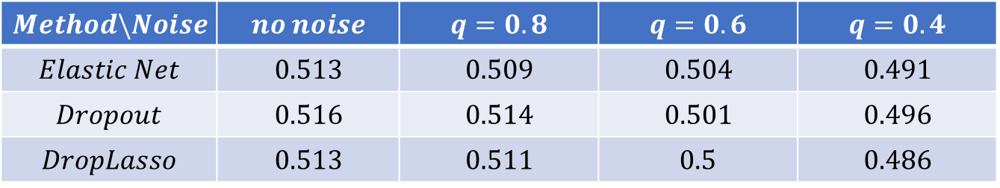 Method\Noise no noise q = 0.8 q = 0.6 q = 0.4
Elastic Net 0.513 0.509 0.504 0.491
Dropout 0.516 0.514 0.501 0.496
DropLasso 0.513 0.511 0.5 0.486